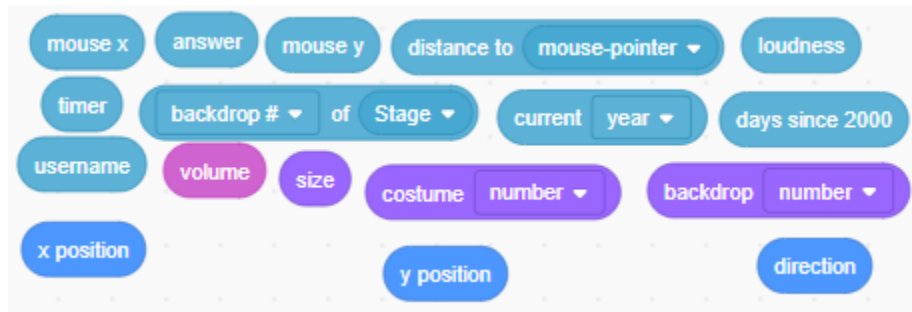 mouse x answer mouse y distance to mouse-pointer loudness
timer backdrop # of Stage current year days since 2000
username volume size costume number backdrop number
x position y position direction